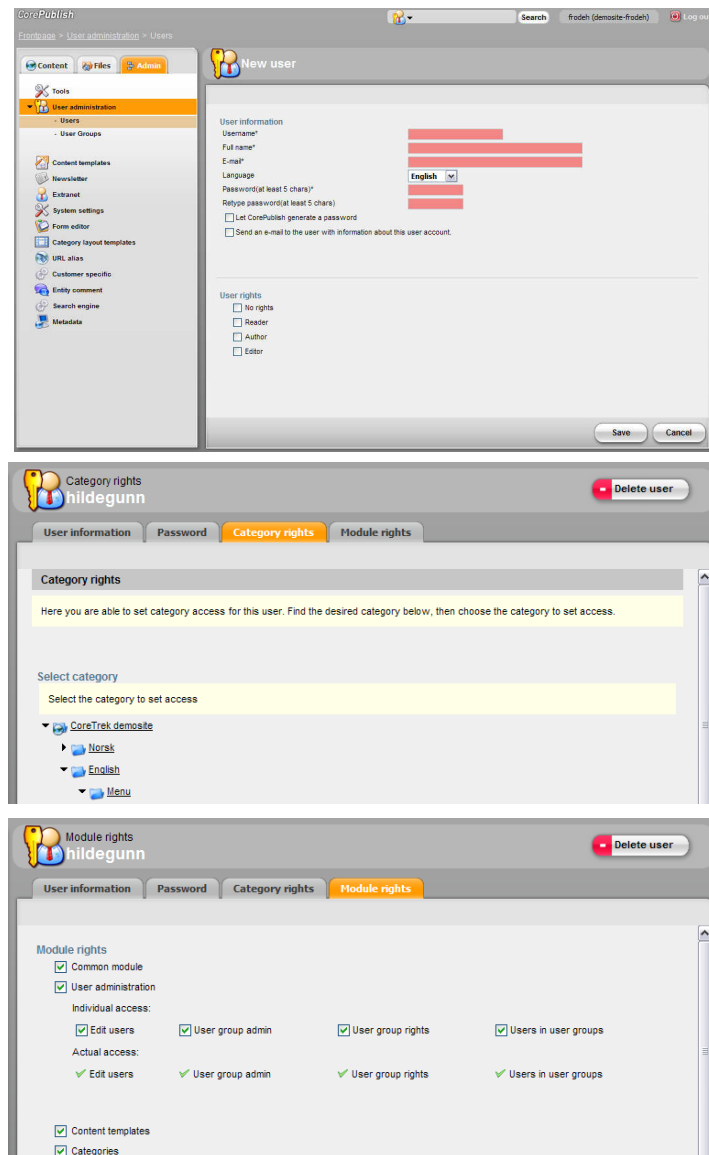 CorePublish
Search frodeh (demosite-frodeh) Log ou
Frontpage > User administration > Users
Content Files Admin
New user
Tools
User administration
- Users
- User Groups
Content templates
Newsletter
Extranet
System settings
Form editor
Category layout templates
URL alias
Customer specific
Entity comment
Search engine
Metadata
User information
Username*
Full name*
E-mail*
Language English
Password(at least 5 chars)*
Retype password(at least 5 chars)
Let CorePublish generate a password
Send an e-mail to the user with information about this user account.
User rights
No rights
Reader
Author
Editor
Save Cancel
Category rights
hildegunn
Delete user
User information Password Category rights Module rights
Category rights
Here you are able to set category access for this user. Find the desired category below, then choose the category to set access.
Select category
Select the category to set access
CoreTrek demosite
Norsk
English
Menu
Module rights
hildegunn
Delete user
User information Password Category rights Module rights
Module rights
Common module
User administration
Individual access:
Edit users User group admin User group rights Users in user groups
Actual access:
Edit users User group admin User group rights Users in user groups
Content templates
Categories